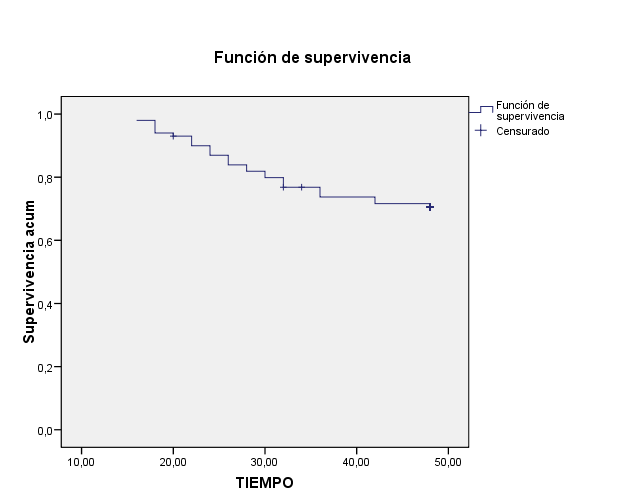 Función de supervivencia
Supervivencia acum
1,0
0,8
0,6
0,4
0,2
0,0
10,00 20,00 30,00 40,00 50,00
TIEMPO
Función de
supervivencia
Censurado